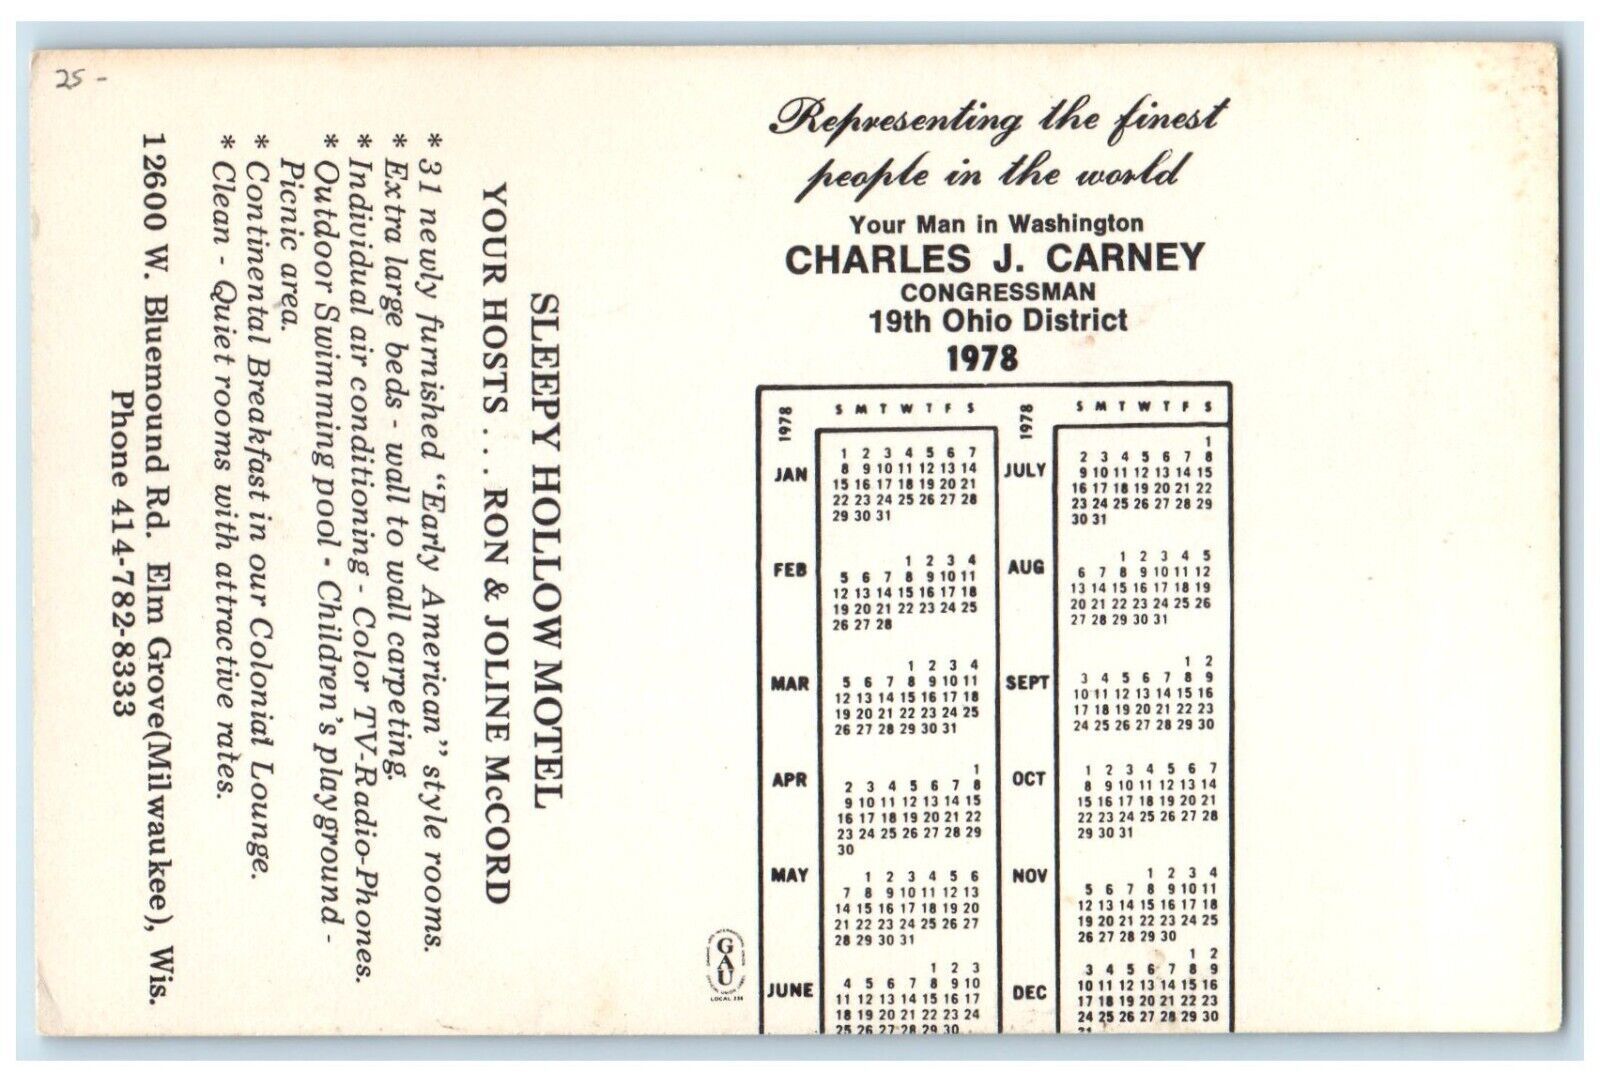 25 -
SLEEPY HOLLOW MOTEL
YOUR HOSTS . . . RON & JOLINE McCORD
* 31 newly furnished "Early American" style rooms.
* Extra large beds - wall to wall carpeting.
* Individual air conditioning - Color TV-Radio-Phones.
* Outdoor Swimming pool - Children's playground -
Picnic area.
* Continental Breakfast in our Colonial Lounge.
* Clean - Quiet rooms with attractive rates.
12600 W. Bluemound Rd. Elm Grove(Milwaukee), Wis.
Phone 414-782-8333
Representing the finest
people in the world
Your Man in Washington
CHARLES J. CARNEY
CONGRESSMAN
19th Ohio District
1978
1978
S M T W T F S
JAN
1 2 3 4 5 6 7
8 9 10 11 12 13 14
15 16 17 18 19 20 21
22 23 24 25 26 27 28
29 30 31
FEB
1 2 3 4
5 6 7 8 9 10 11
12 13 14 15 16 17 18
19 20 21 22 23 24 25
26 27 28
MAR
1 2 3 4
5 6 7 8 9 10 11
12 13 14 15 16 17 18
19 20 21 22 23 24 25
26 27 28 29 30 31
APR
1
2 3 4 5 6 7 8
9 10 11 12 13 14 15
16 17 18 19 20 21 22
23 24 25 26 27 28 29
30
MAY
1 2 3 4 5 6
7 8 9 10 11 12 13
14 15 16 17 18 19 20
21 22 23 24 25 26 27
28 29 30 31
JUNE
1 2 3
4 5 6 7 8 9 10
11 12 13 14 15 16 17
18 19 20 21 22 23 24
25 26 27 28 29 30
1978
S M T W T F S
JULY
1
2 3 4 5 6 7 8
9 10 11 12 13 14 15
16 17 18 19 20 21 22
23 24 25 26 27 28 29
30 31
AUG
1 2 3 4 5
6 7 8 9 10 11 12
13 14 15 16 17 18 19
20 21 22 23 24 25 26
27 28 29 30 31
SEPT
1 2
3 4 5 6 7 8 9
10 11 12 13 14 15 16
17 18 19 20 21 22 23
24 25 26 27 28 29 30
OCT
1 2 3 4 5 6 7
8 9 10 11 12 13 14
15 16 17 18 19 20 21
22 23 24 25 26 27 28
29 30 31
NOV
1 2 3 4
5 6 7 8 9 10 11
12 13 14 15 16 17 18
19 20 21 22 23 24 25
26 27 28 29 30
DEC
1 2
3 4 5 6 7 8 9
10 11 12 13 14 15 16
17 18 19 20 21 22 23
24 25 26 27 28 29 30
31
GAU
LOCAL